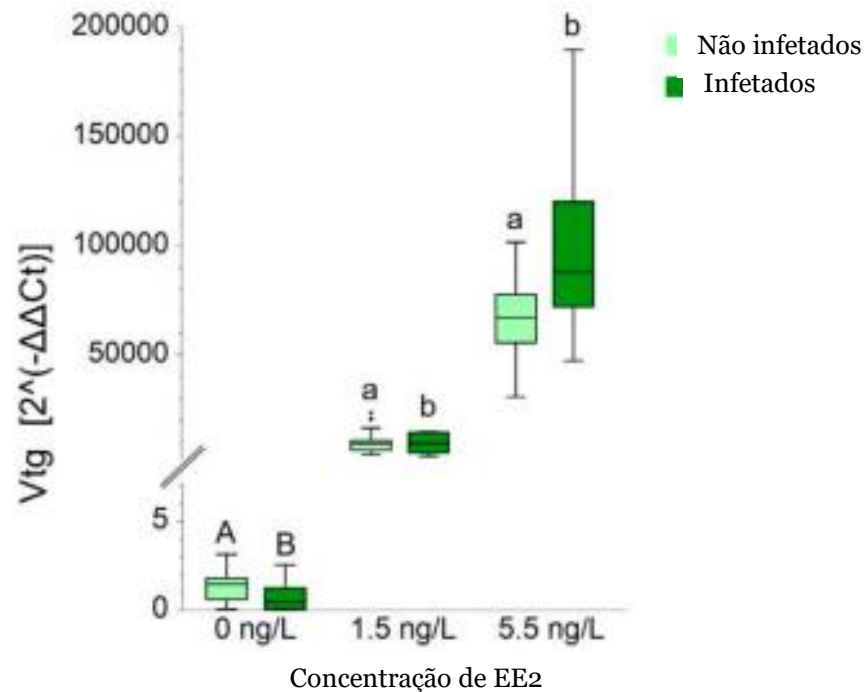 200000
Não infetados
Infetados
b
150000
a
100000
50000
a
b
Vtg [2^(-ΔΔCt)]
5
A
B
0
0 ng/L 1.5 ng/L 5.5 ng/L
Concentração de EE2